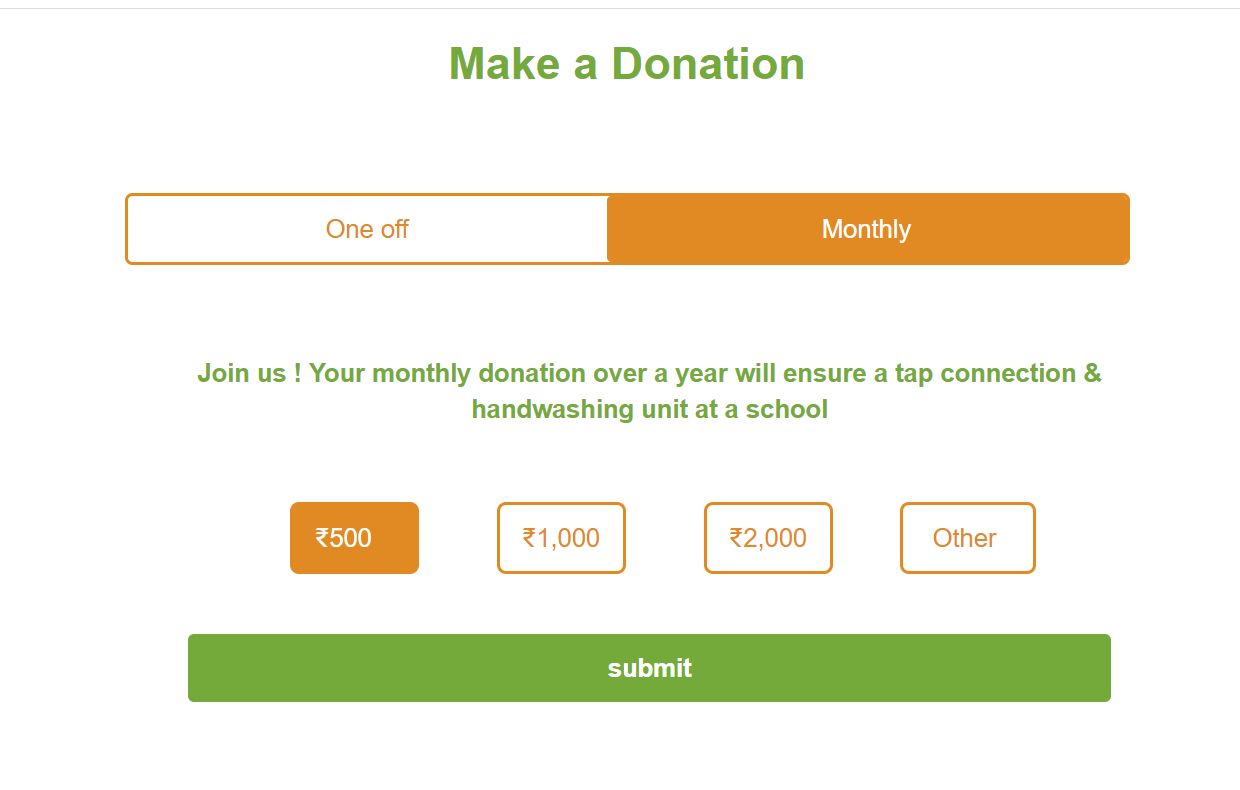 Make a Donation
One off
Monthly
Join us ! Your monthly donation over a year will ensure a tap connection &
handwashing unit at a school
₹500
₹1,000
₹2,000
Other
submit